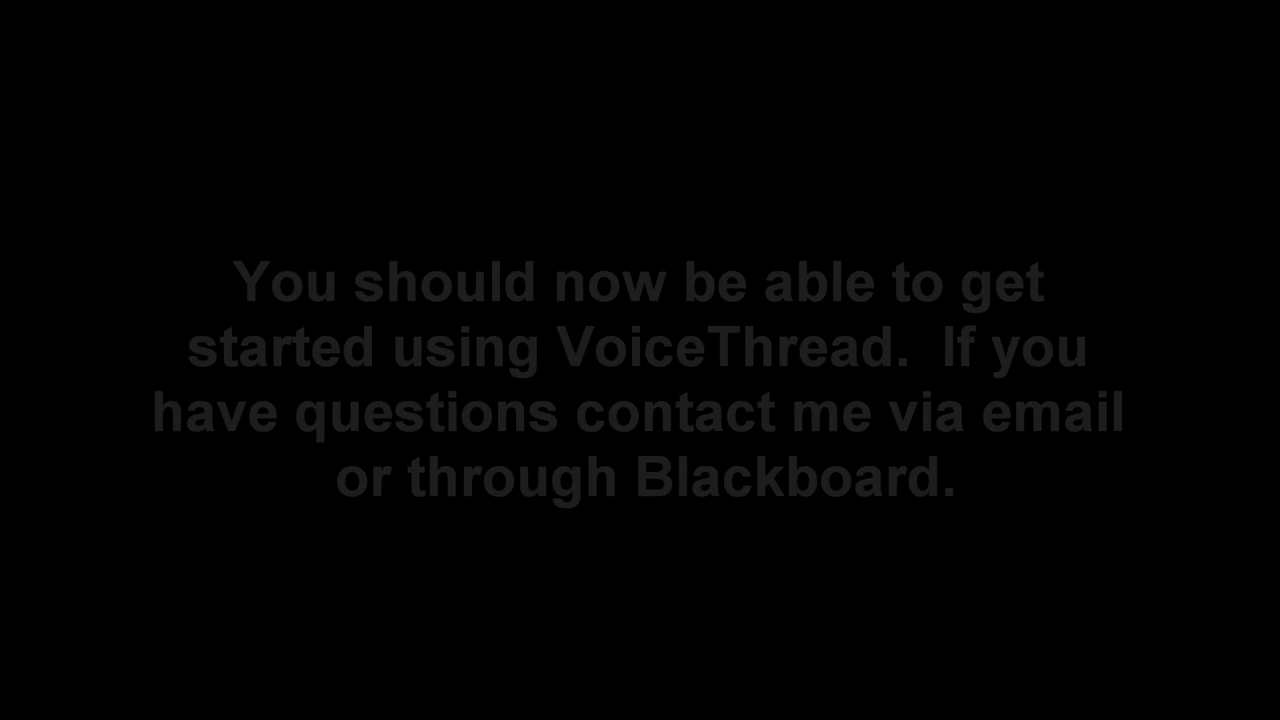 You should now be able to get
started using VoiceThread.  If you
have questions contact me via email
or through Blackboard.